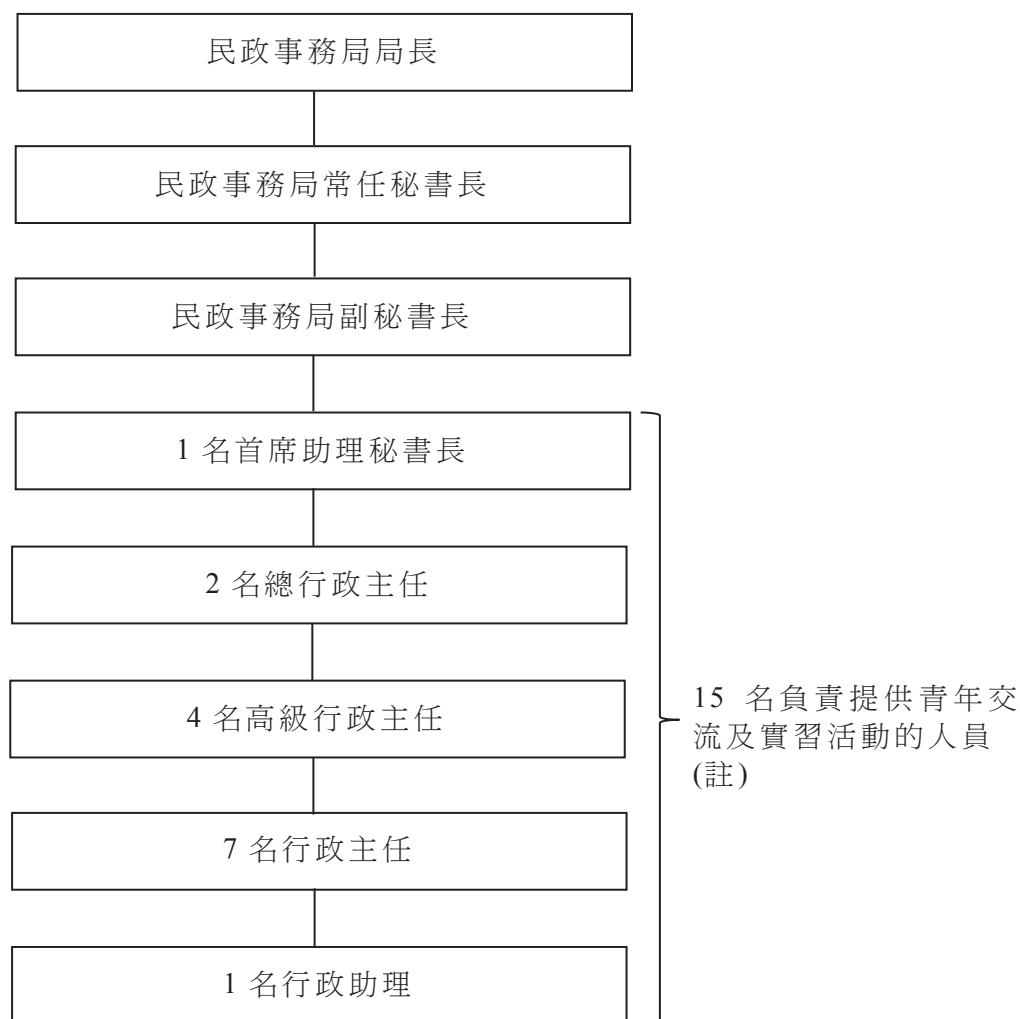 民政事務局局長
民政事務局常任秘書長
民政事務局副秘書長
1 名首席助理秘書長
2 名總行政主任
4 名高級行政主任
7 名行政主任
1 名行政助理
15 名負責提供青年交
流及實習活動的人員
(註)